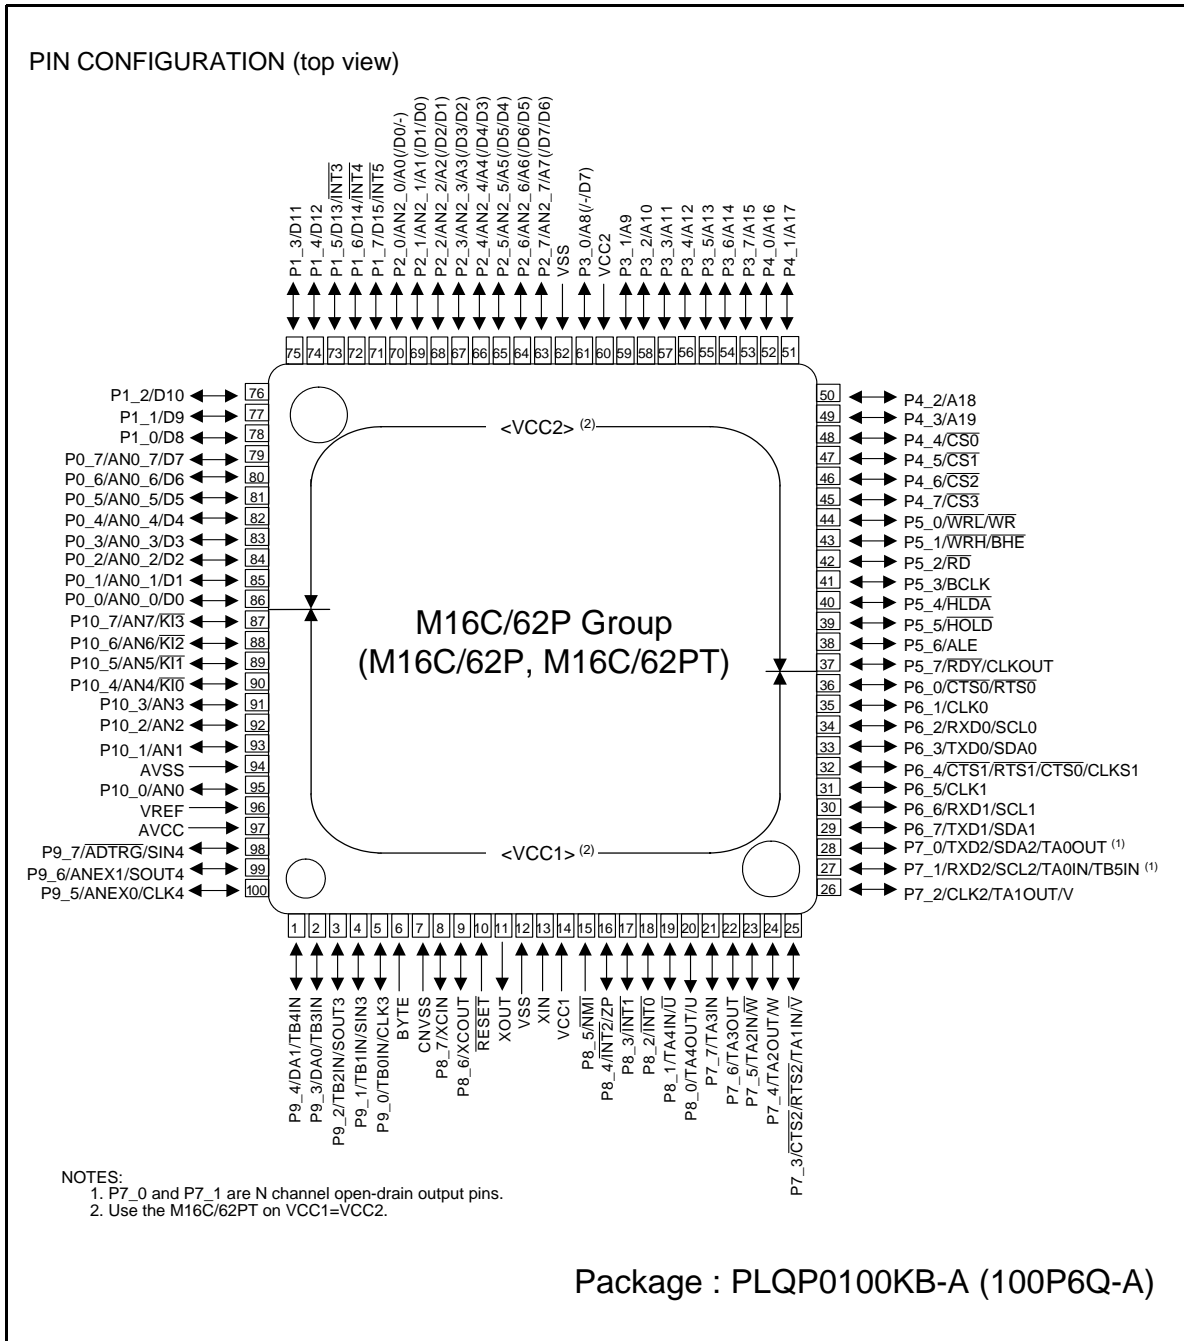 PIN CONFIGURATION (top view)
P1_3/D11
P1_4/D12
P1_5/D13/INT3
P1_6/D14/INT4
P1_7/D15/INT5
P2_0/AN2_0/A0(/D0/-)
P2_1/AN2_1/A1(/D1/D0)
P2_2/AN2_2/A2(/D2/D1)
P2_3/AN2_3/A3(/D3/D2)
P2_4/AN2_4/A4(/D4/D3)
P2_5/AN2_5/A5(/D5/D4)
P2_6/AN2_6/A6(/D6/D5)
P2_7/AN2_7/A7(/D7/D6)
VSS
P3_0/A8(/-/D7)
VCC2
P3_1/A9
P3_2/A10
P3_3/A11
P3_4/A12
P3_5/A13
P3_6/A14
P3_7/A15
P4_0/A16
P4_1/A17
75 74 73 72 71 70 69 68 67 66 65 64 63 62 61 60 59 58 57 56 55 54 53 52 51
P1_2/D10 76
P1_1/D9 77
P1_0/D8 78
P0_7/AN0_7/D7 79
P0_6/AN0_6/D6 80
P0_5/AN0_5/D5 81
P0_4/AN0_4/D4 82
P0_3/AN0_3/D3 83
P0_2/AN0_2/D2 84
P0_1/AN0_1/D1 85
P0_0/AN0_0/D0 86
P10_7/AN7/KI3 87
P10_6/AN6/KI2 88
P10_5/AN5/KI1 89
P10_4/AN4/KI0 90
P10_3/AN3 91
P10_2/AN2 92
P10_1/AN1 93
AVSS 94
P10_0/AN0 95
VREF 96
AVCC 97
P9_7/ADTRG/SIN4 98
P9_6/ANEX1/SOUT4 99
P9_5/ANEX0/CLK4 100
<VCC2> (2)
M16C/62P Group
(M16C/62P, M16C/62PT)
<VCC1> (2)
50 P4_2/A18
49 P4_3/A19
48 P4_4/CS0
47 P4_5/CS1
46 P4_6/CS2
45 P4_7/CS3
44 P5_0/WRL/WR
43 P5_1/WRH/BHE
42 P5_2/RD
41 P5_3/BCLK
40 P5_4/HLDA
39 P5_5/HOLD
38 P5_6/ALE
37 P5_7/RDY/CLKOUT
36 P6_0/CTS0/RTS0
35 P6_1/CLK0
34 P6_2/RXD0/SCL0
33 P6_3/TXD0/SDA0
32 P6_4/CTS1/RTS1/CTS0/CLKS1
31 P6_5/CLK1
30 P6_6/RXD1/SCL1
29 P6_7/TXD1/SDA1
28 P7_0/TXD2/SDA2/TA0OUT (1)
27 P7_1/RXD2/SCL2/TA0IN/TB5IN (1)
26 P7_2/CLK2/TA1OUT/V
1 2 3 4 5 6 7 8 9 10 11 12 13 14 15 16 17 18 19 20 21 22 23 24 25
P9_4/DA1/TB4IN
P9_3/DA0/TB3IN
P9_2/TB2IN/SOUT3
P9_1/TB1IN/SIN3
P9_0/TB0IN/CLK3
BYTE
CNVSS
P8_7/XCIN
P8_6/XCOUT
RESET
XOUT
VSS
XIN
VCC1
P8_5/NMI
P8_4/INT2/ZP
P8_3/INT1
P8_2/INT0
P8_1/TA4IN/U
P8_0/TA4OUT/U
P7_7/TA3IN
P7_6/TA3OUT
P7_5/TA2IN/W
P7_4/TA2OUT/W
P7_3/CTS2/RTS2/TA1IN/V
NOTES:
1. P7_0 and P7_1 are N channel open-drain output pins.
2. Use the M16C/62PT on VCC1=VCC2.
Package : PLQP0100KB-A (100P6Q-A)